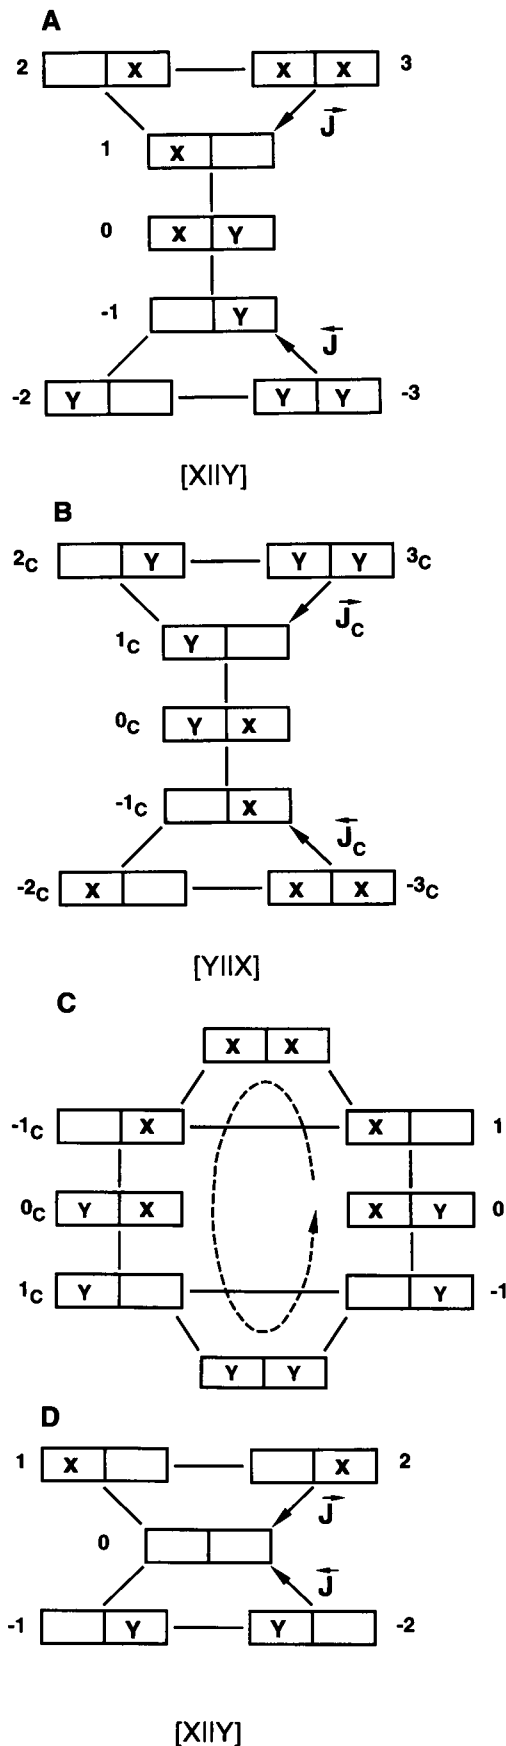 A
2 X X X 3
J
1 X
0 X Y
-1 Y
J
-2 Y Y Y -3
[X||Y]
B
2C Y Y Y 3C
JC
1C Y
0C Y X
-1C X
JC
-2C X X X -3C
[Y||X]
C
X X
-1C X X 1
0C Y X X Y 0
1C Y Y -1
Y Y
D
1 X X 2
J
0
J
-1 Y Y -2
[X||Y]